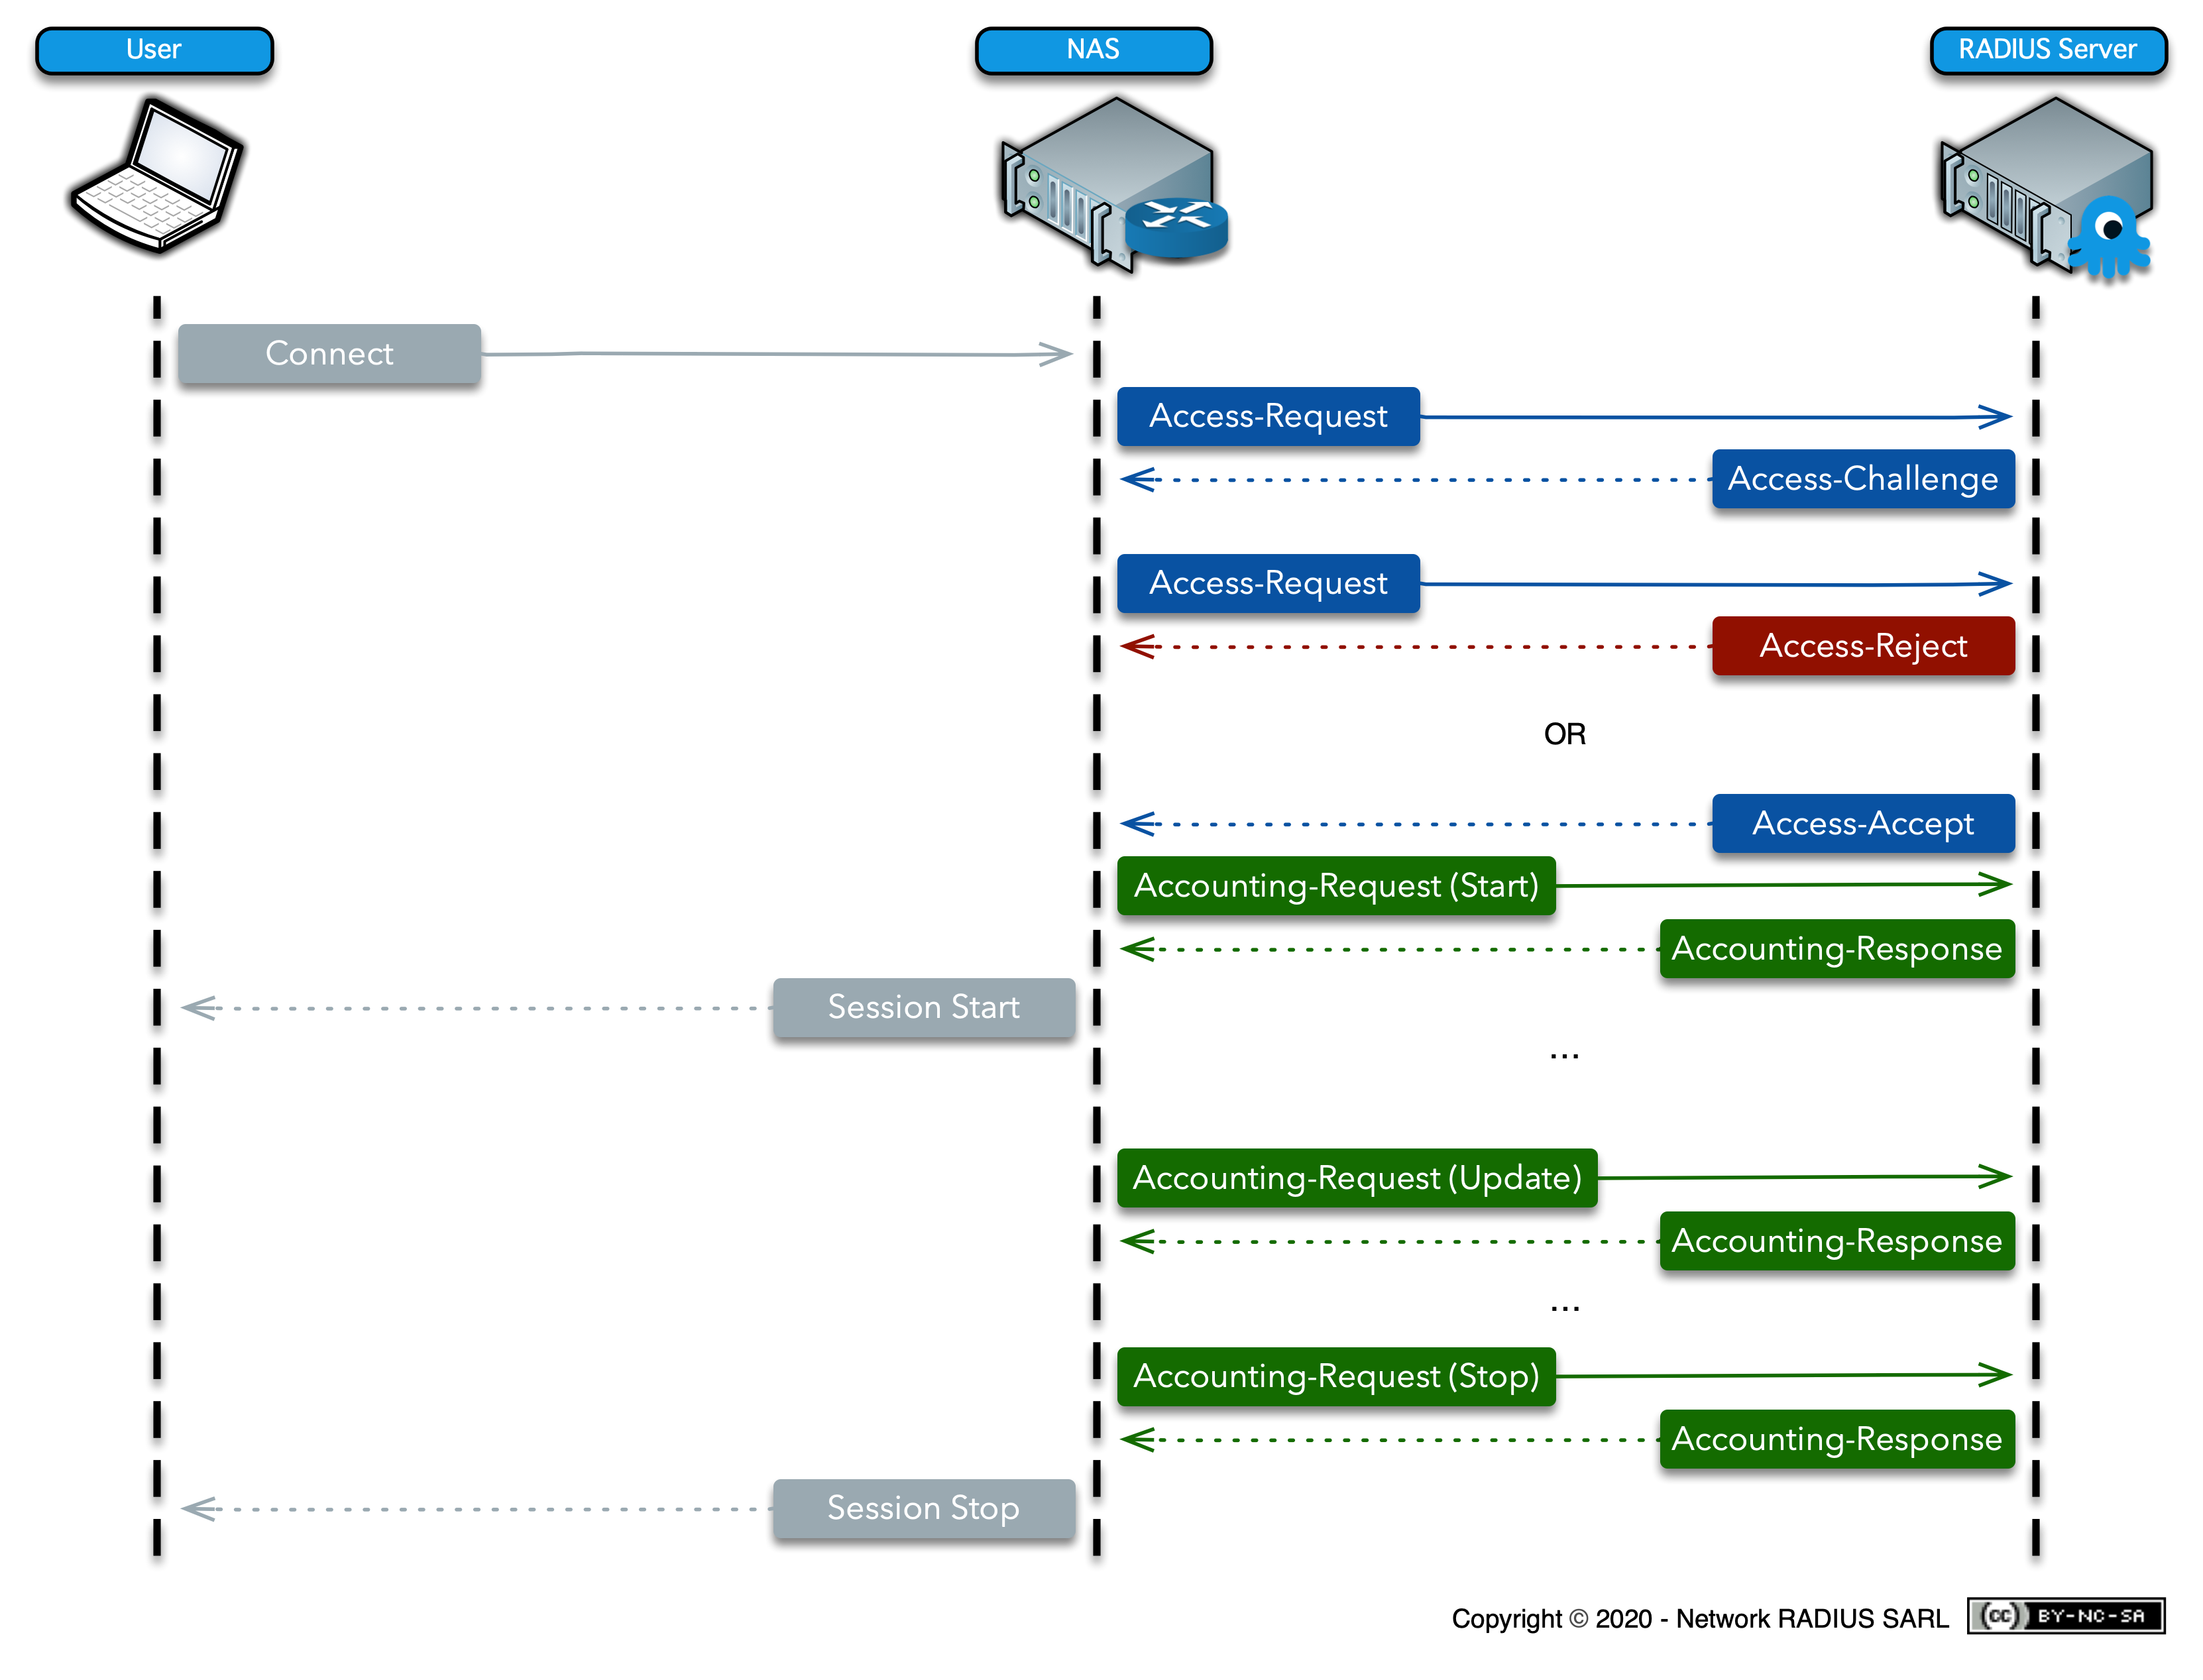 User
NAS
RADIUS Server
Connect
Access-Request
Access-Challenge
Access-Request
Access-Reject
OR
Access-Accept
Accounting-Request (Start)
Accounting-Response
Session Start
...
Accounting-Request (Update)
Accounting-Response
...
Accounting-Request (Stop)
Accounting-Response
Session Stop
Copyright © 2020 - Network RADIUS SARL (cc) BY-NC-SA